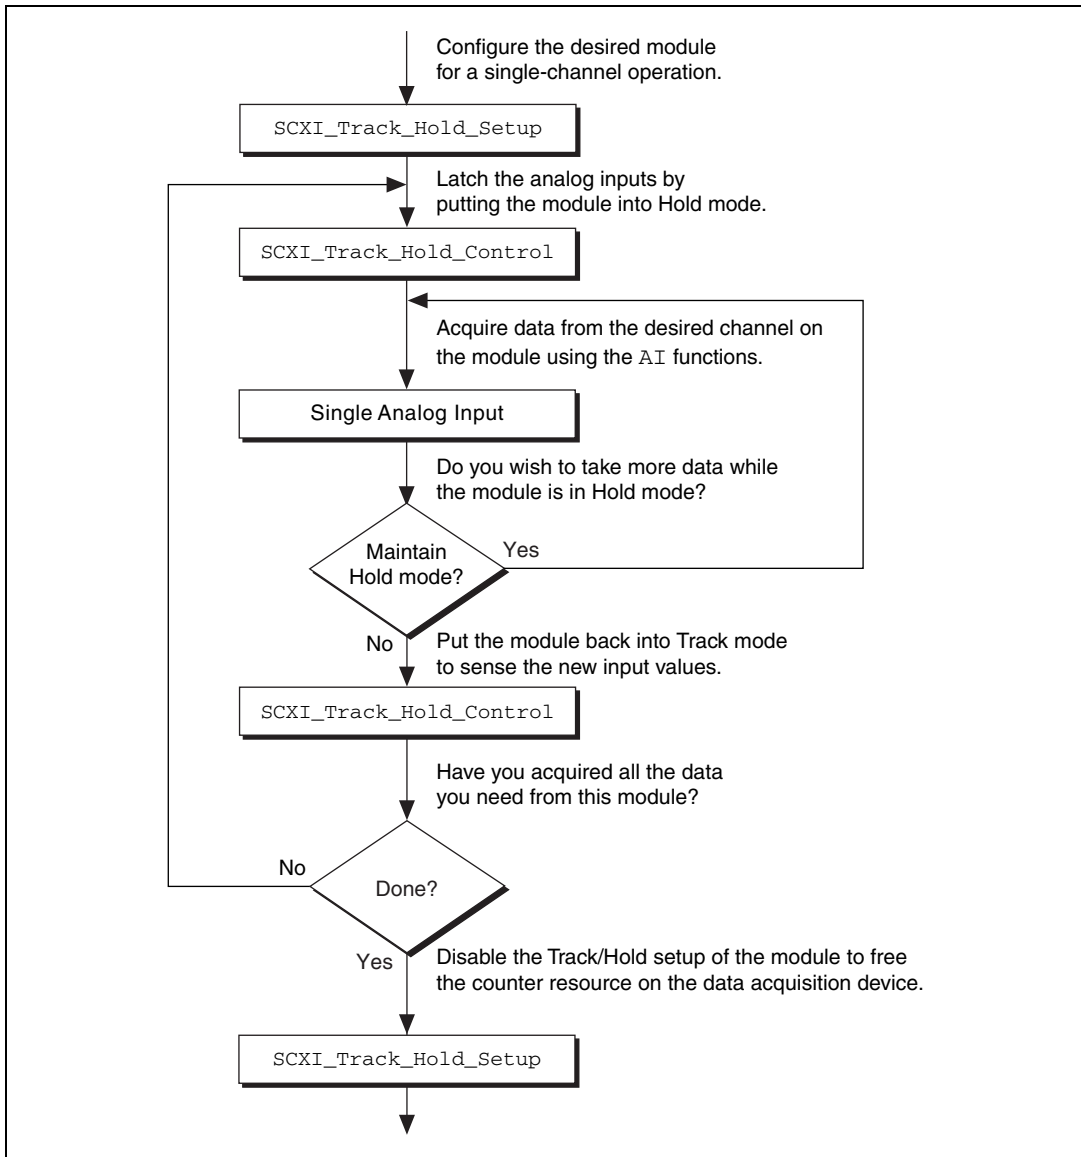 Configure the desired module
for a single-channel operation.
SCXI_Track_Hold_Setup
Latch the analog inputs by
putting the module into Hold mode.
SCXI_Track_Hold_Control
Acquire data from the desired channel on
the module using the AI functions.
Single Analog Input
Do you wish to take more data while
the module is in Hold mode?
Maintain
Hold mode?
Yes
No
Put the module back into Track mode
to sense the new input values.
SCXI_Track_Hold_Control
Have you acquired all the data
you need from this module?
No
Done?
Yes
Disable the Track/Hold setup of the module to free
the counter resource on the data acquisition device.
SCXI_Track_Hold_Setup